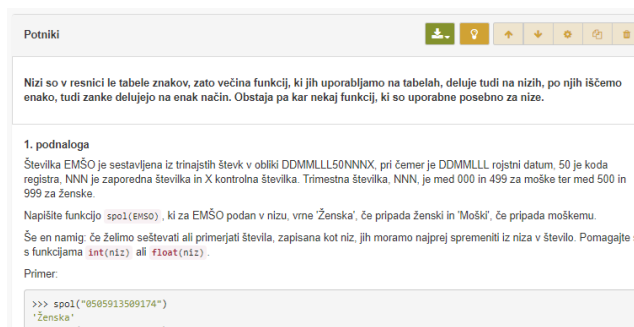 Potniki
Nizi so v resnici le tabele znakov, zato večina funkcij, ki jih uporabljamo na tabelah, deluje tudi na nizih, po njih iščemo
enako, tudi zanke delujejo na enak način. Obstaja pa kar nekaj funkcij, ki so uporabne posebno za nize.
1. podnaloga
Številka EMŠO je sestavljena iz trinajstih števk v obliki DDMMLLL50NNNX, pri čemer je DDMMLLL rojstni datum, 50 je koda
registra, NNN je zaporedna številka in X kontrolna številka. Trimestna številka, NNN, je med 000 in 499 za moške ter med 500 in
999 za ženske.
Napišite funkcijo spol(EMSO), ki za EMŠO podan v nizu, vrne 'Ženska', če pripada ženski in 'Moški', če pripada moškemu.
Še en namig: če želimo seštevati ali primerjati števila, zapisana kot niz, jih moramo najprej spremeniti iz niza v število. Pomagajte
s funkcijama int(niz) ali float(niz).
Primer:
>>> spol("0505913509174")
'Ženska'